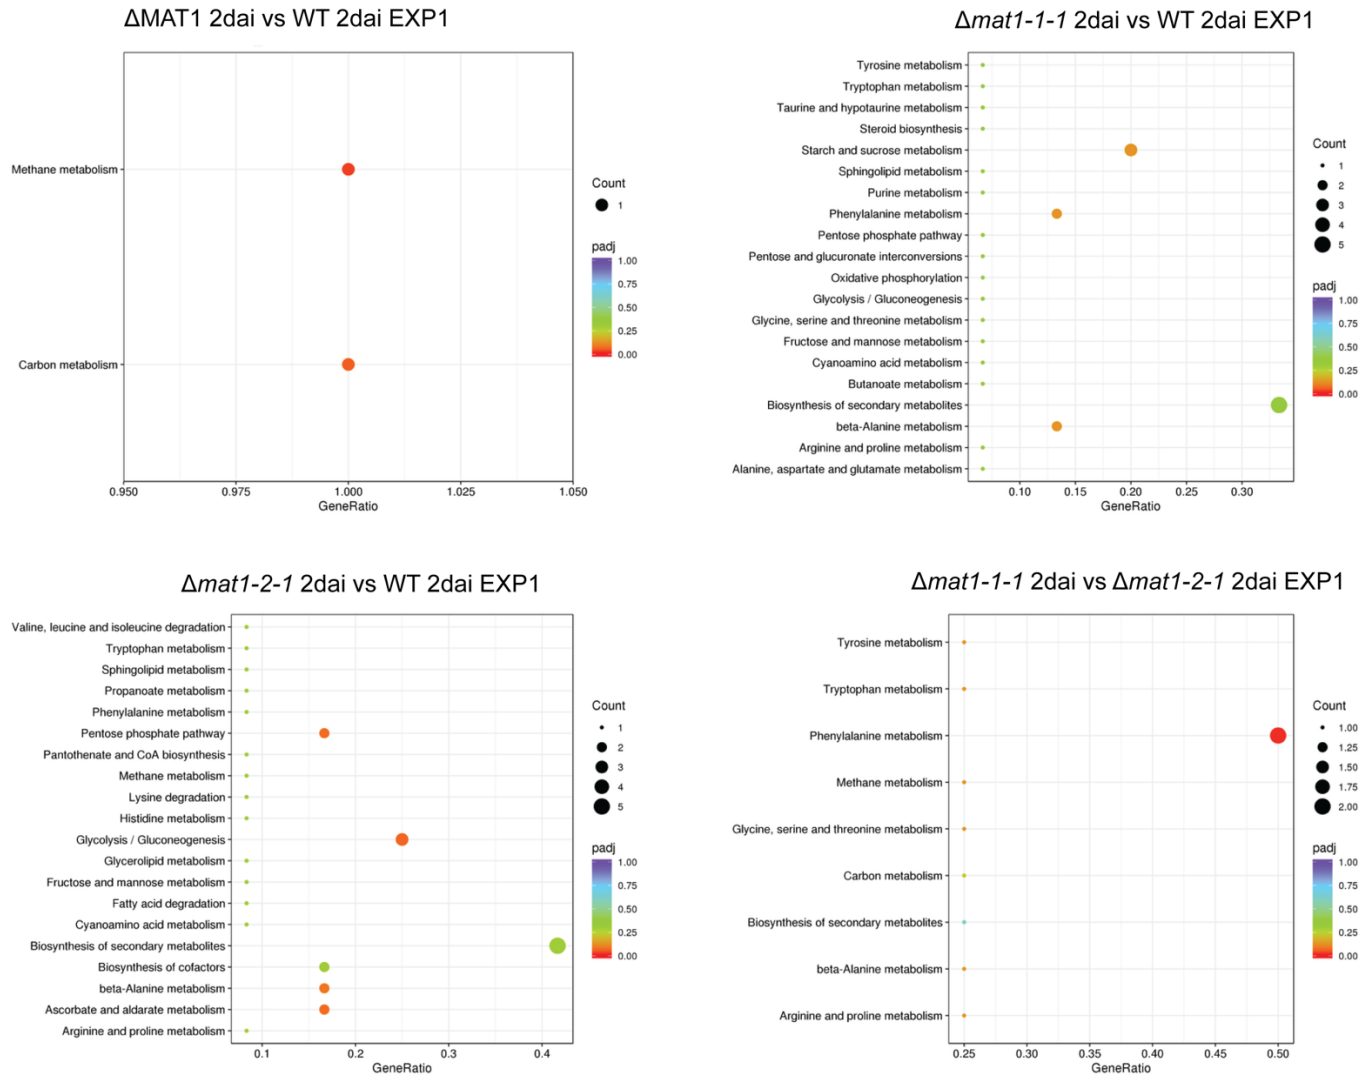 ΔMAT1 2dai vs WT 2dai EXP1
Methane metabolism
Carbon metabolism
0.950 0.975 1.000 1.025 1.050
GeneRatio
Count
1
padj
1.00
0.75
0.50
0.25
0.00
Δmat1-1-1 2dai vs WT 2dai EXP1
Tyrosine metabolism
Tryptophan metabolism
Taurine and hypotaurine metabolism
Steroid biosynthesis
Starch and sucrose metabolism
Sphingolipid metabolism
Purine metabolism
Phenylalanine metabolism
Pentose phosphate pathway
Pentose and glucuronate interconversions
Oxidative phosphorylation
Glycolysis / Gluconeogenesis
Glycine, serine and threonine metabolism
Fructose and mannose metabolism
Cyanoamino acid metabolism
Butanoate metabolism
Biosynthesis of secondary metabolites
beta-Alanine metabolism
Arginine and proline metabolism
Alanine, aspartate and glutamate metabolism
0.10 0.15 0.20 0.25 0.30
GeneRatio
Count
1
2
3
4
5
padj
1.00
0.75
0.50
0.25
0.00
Δmat1-2-1 2dai vs WT 2dai EXP1
Valine, leucine and isoleucine degradation
Tryptophan metabolism
Sphingolipid metabolism
Propanoate metabolism
Phenylalanine metabolism
Pentose phosphate pathway
Pantothenate and CoA biosynthesis
Methane metabolism
Lysine degradation
Histidine metabolism
Glycolysis / Gluconeogenesis
Glycerolipid metabolism
Fructose and mannose metabolism
Fatty acid degradation
Cyanoamino acid metabolism
Biosynthesis of secondary metabolites
Biosynthesis of cofactors
beta-Alanine metabolism
Ascorbate and aldarate metabolism
Arginine and proline metabolism
0.1 0.2 0.3 0.4
GeneRatio
Count
1
2
3
4
5
padj
1.00
0.75
0.50
0.25
0.00
Δmat1-1-1 2dai vs Δmat1-2-1 2dai EXP1
Tyrosine metabolism
Tryptophan metabolism
Phenylalanine metabolism
Methane metabolism
Glycine, serine and threonine metabolism
Carbon metabolism
Biosynthesis of secondary metabolites
beta-Alanine metabolism
Arginine and proline metabolism
0.25 0.30 0.35 0.40 0.45 0.50
GeneRatio
Count
1.00
1.25
1.50
1.75
2.00
padj
1.00
0.75
0.50
0.25
0.00